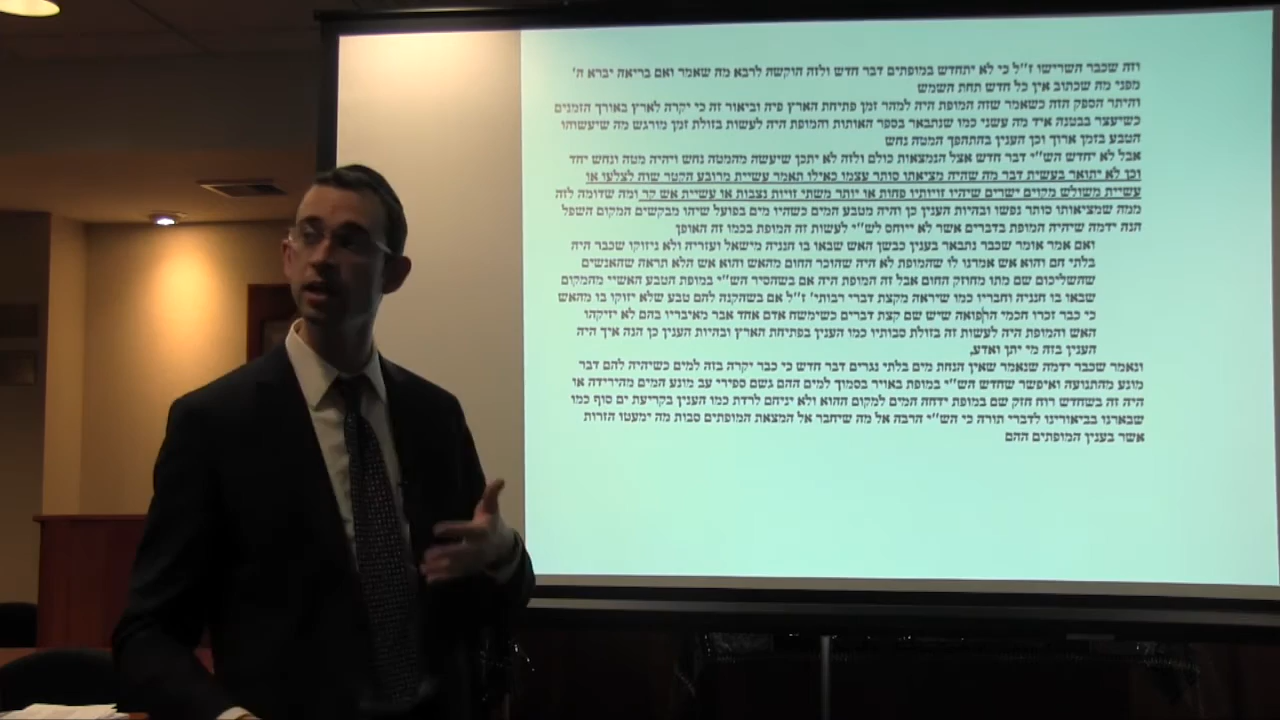 וזה שכבר השרישו ז"ל כי לא יתחדש במופתים דבר חדש ולזה הוקשה לרבא מה שאמר ואם בריאה יברא ה'
מפני מה שכתוב אין כל חדש תחת השמש
והיתר הספק הזה כשאמר שזה המופת היה למהר זמן פתיחת הארץ פיה וביאור זה כי יקרה לארץ באורך הזמנים
כשיעצר בבטנה איד מה עשני כמו שנתבאר בספר האותות והמופת היה לעשות בזולת זמן מורגש מה שיעשוהו
הטבע בזמן ארוך וכן הענין בהתהפך המטה נחש
אבל לא יחדש הש"י דבר חדש אצל הנמצאות כולם ולזה לא יתכן שיעשה מהמטה נחש ויהיה מטה ונחש יחד
וכן לא יתואר בעשית דבר מה שהיה מציאותו סותר עצמו כאילו תאמר עשיית מרובע הקטר שוה לצלעו או
עשיית משולש מקוים ישרים שיהיו זויותיו פחות או יותר משתי זויות נצבות או עשיית אש קר ומה שדומה לזה
ממה שמציאותו סותר נפשו ובהיות הענין כן והיה מטבע המים כשהיו מים בפועל שיהו מבקשים המקום השפל
הנה ידמה שיהיה המופת בדברים אשר לא ייוחס לש"י לעשות זה המופת בכמו זה האופן
ואם אמר אומר שכבר נתבאר בענין כבשן האש שבאו בו חנניה מישאל ועזריה ולא ניזוקו שכבר היה
בלתי חם והוא אש אמרנו לו שהמופת לא היה שהוכר החום מהאש והוא אש הלא תראה שהאנשים
שהשליכום שם מתו מחוזק החום אבל זה המופת היה אם בשהסיר הש"י במופת הטבע האשיי מהמקום
שבאו בו חנניה וחבריו כמו שיראה מקצת דברי רבותי' ז"ל אם בשהקנה להם טבע שלא יזוקו בו מהאש
כי כבר זכרו חכמי הרפואה שיש שם קצת דברים כשימשח אדם אחד אבר מאיבריו בהם לא יזיקהו
האש והמופת היה לעשות זה בזולת סבותיו כמו הענין בפתיחת הארץ ובהיות הענין כן הנה איך היה
הענין בזה מי יתן ואדע,
ונאמר שכבר ידמה שנאמר שאין הנחת מים בלתי נגרים דבר חדש כי כבר יקרה בזה למים כשיהיה להם דבר
מונע מהתנועה ואיפשר שחדש הש"י במופת באויר בסמוך למים ההם גשם ספירי עב מונע המים מהירידה או
היה זה בשחדש רוח חזק שם במופת ידחה המים למקום ההוא ולא יניחם לרדת כמו הענין בקריעת ים סוף כמו
שבארנו בביאורינו לדברי תורה כי הש"י הרבה אל מה שיחבר אל המצאת המופתים סבות מה ימעטו הזרות
אשר בענין המופתים ההם